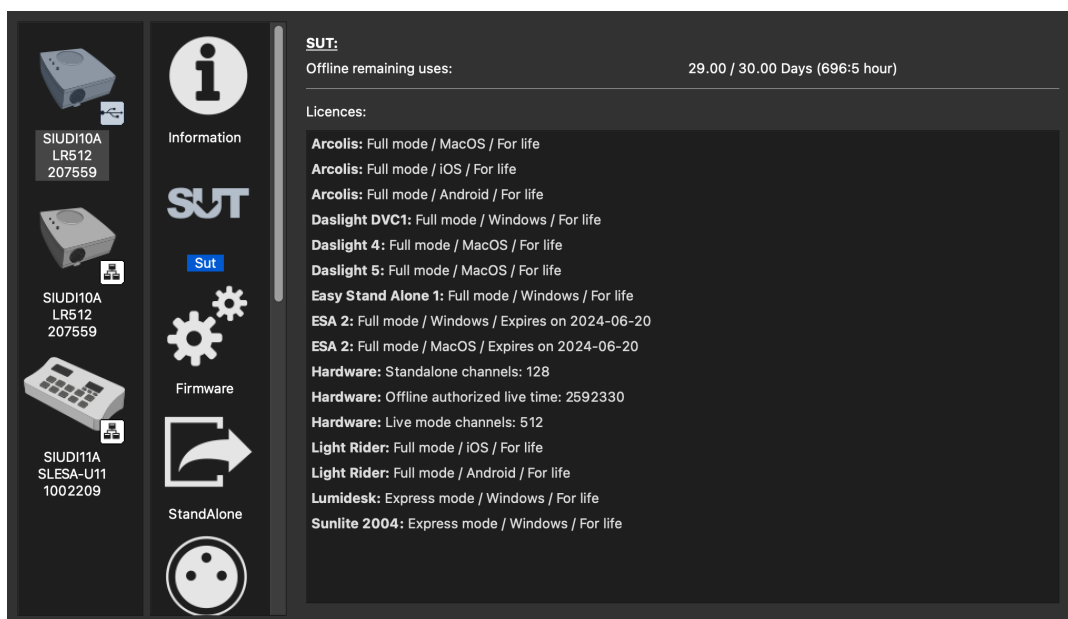 SIUDI10A
LR512
207559
SIUDI10A
LR512
207559
SIUDI11A
SLESA-U11
1002209
Information
SUT
Sut
Firmware
StandAlone
SUT:
Offline remaining uses: 29.00 / 30.00 Days (696:5 hour)
Licences:
Arcolis: Full mode / MacOS / For life
Arcolis: Full mode / iOS / For life
Arcolis: Full mode / Android / For life
Daslight DVC1: Full mode / Windows / For life
Daslight 4: Full mode / MacOS / For life
Daslight 5: Full mode / MacOS / For life
Easy Stand Alone 1: Full mode / Windows / For life
ESA 2: Full mode / Windows / Expires on 2024-06-20
ESA 2: Full mode / MacOS / Expires on 2024-06-20
Hardware: Standalone channels: 128
Hardware: Offline authorized live time: 2592330
Hardware: Live mode channels: 512
Light Rider: Full mode / iOS / For life
Light Rider: Full mode / Android / For life
Lumidesk: Express mode / Windows / For life
Sunlite 2004: Express mode / Windows / For life